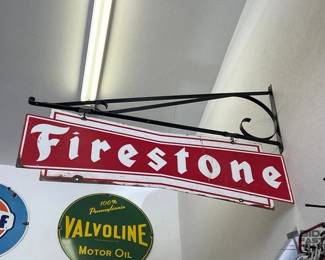 Firestone
100%
Pennsylvania
VALVOLINE
MOTOR OIL